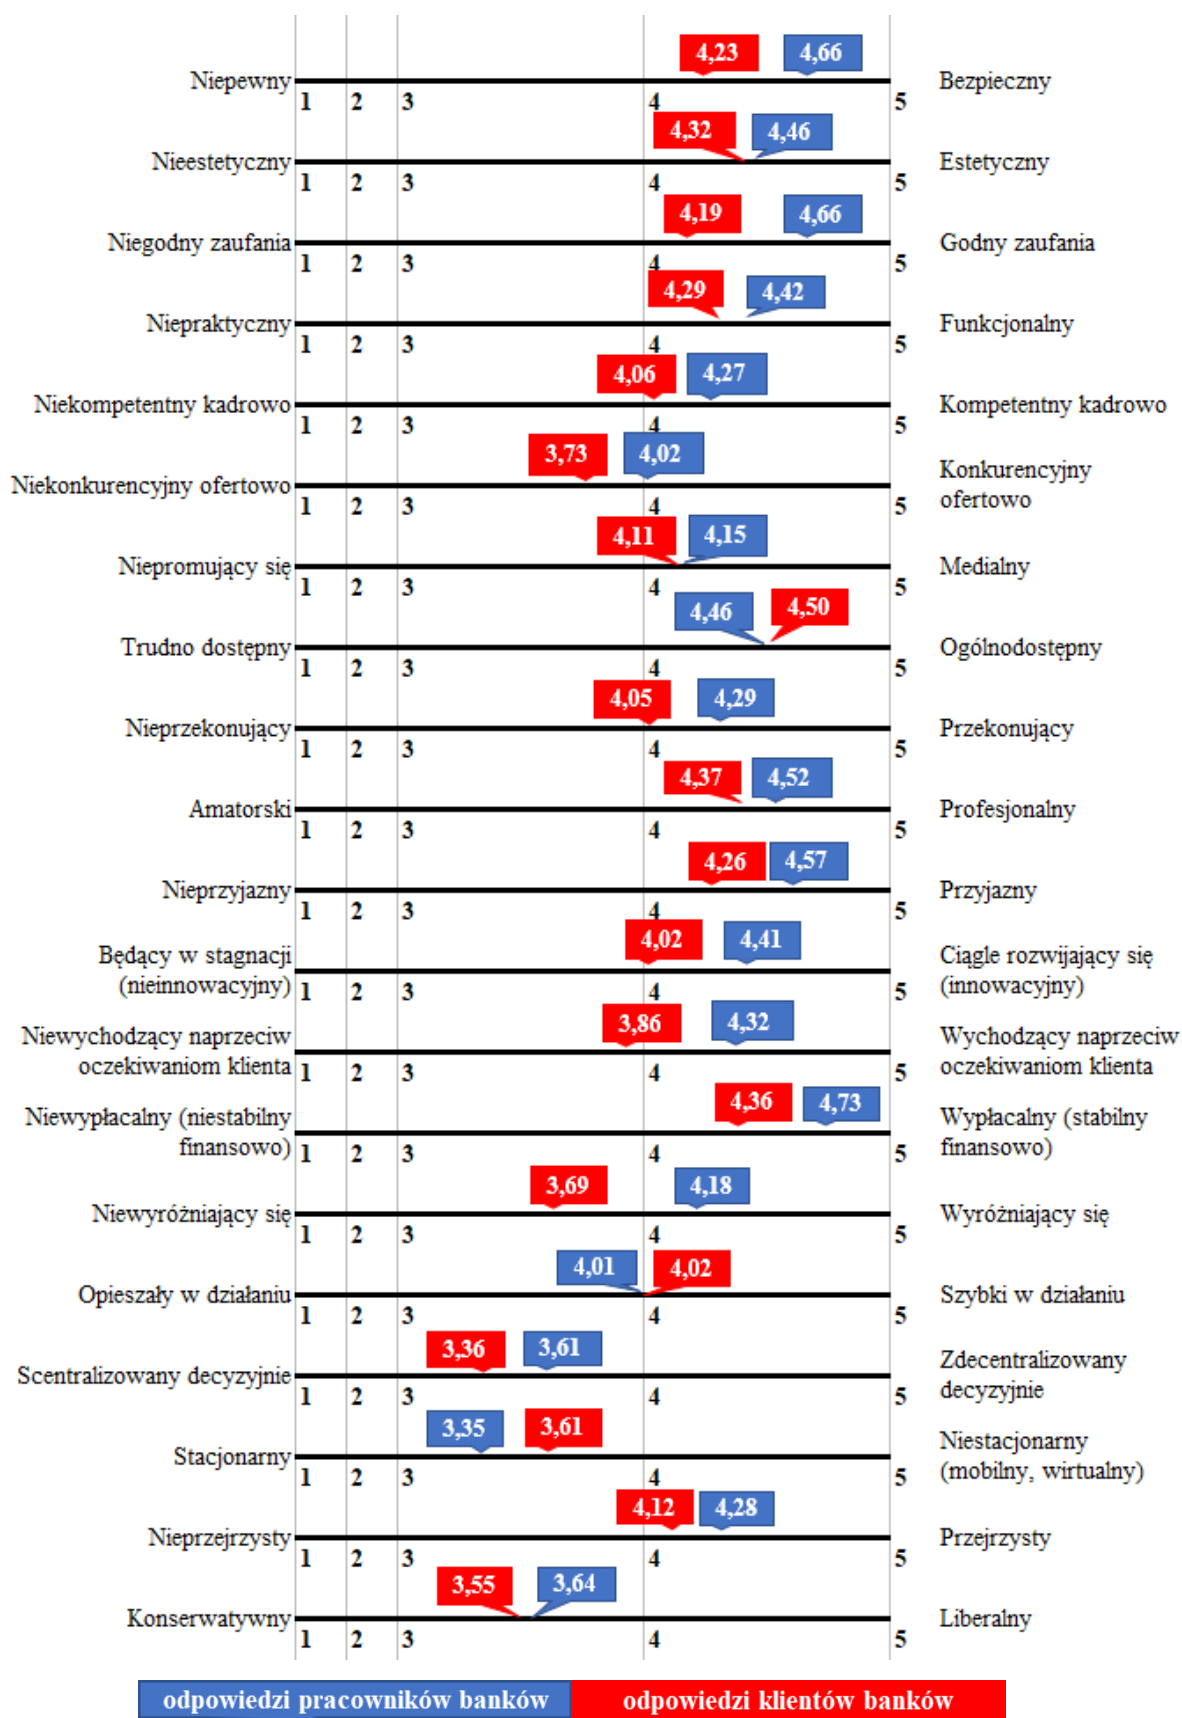 4,23 4,66
Niepewny Bezpieczny
1 2 3 4 5
4,32 4,46
Nieestetyczny Estetyczny
1 2 3 4 5
4,19 4,66
Niegodny zaufania Godny zaufania
1 2 3 4 5
4,29 4,42
Niepraktyczny Funkcjonalny
1 2 3 4 5
4,06 4,27
Niekompetentny kadrowo Kompetentny kadrowo
1 2 3 4 5
3,73 4,02
Niekonkurencyjny ofertowo Konkurencyjny
ofertowo
1 2 3 4 5
4,11 4,15
Niepromujący się Medialny
1 2 3 4 5
4,46 4,50
Trudno dostępny Ogólnodostępny
1 2 3 4 5
4,05 4,29
Nieprzekonujący Przekonujący
1 2 3 4 5
4,37 4,52
Amatorski Profesjonalny
1 2 3 4 5
4,26 4,57
Nieprzyjazny Przyjazny
1 2 3 4 5
4,02 4,41
Będący w stagnacji Ciągle rozwijający się
(nieinnowacyjny) (innowacyjny)
1 2 3 4 5
3,86 4,32
Niewychodzący naprzeciw Wychodzący naprzeciw
oczekiwaniom klienta oczekiwaniom klienta
1 2 3 4 5
4,36 4,73
Niewypłacalny (niestabilny Wypłacalny (stabilny
finansowo) finansowo)
1 2 3 4 5
3,69 4,18
Niewyróżniający się Wyróżniający się
1 2 3 4 5
4,01 4,02
Opieszały w działaniu Szybki w działaniu
1 2 3 4 5
3,36 3,61
Scentralizowany decyzyjnie Zdecentralizowany
decyzyjnie
1 2 3 4 5
3,35 3,61
Stacjonarny Niestacjonarny
(mobilny, wirtualny)
1 2 3 4 5
4,12 4,28
Nieprzejrzysty Przejrzysty
1 2 3 4 5
3,55 3,64
Konserwatywny Liberalny
1 2 3 4 5
odpowiedzi pracowników banków odpowiedzi klientów banków